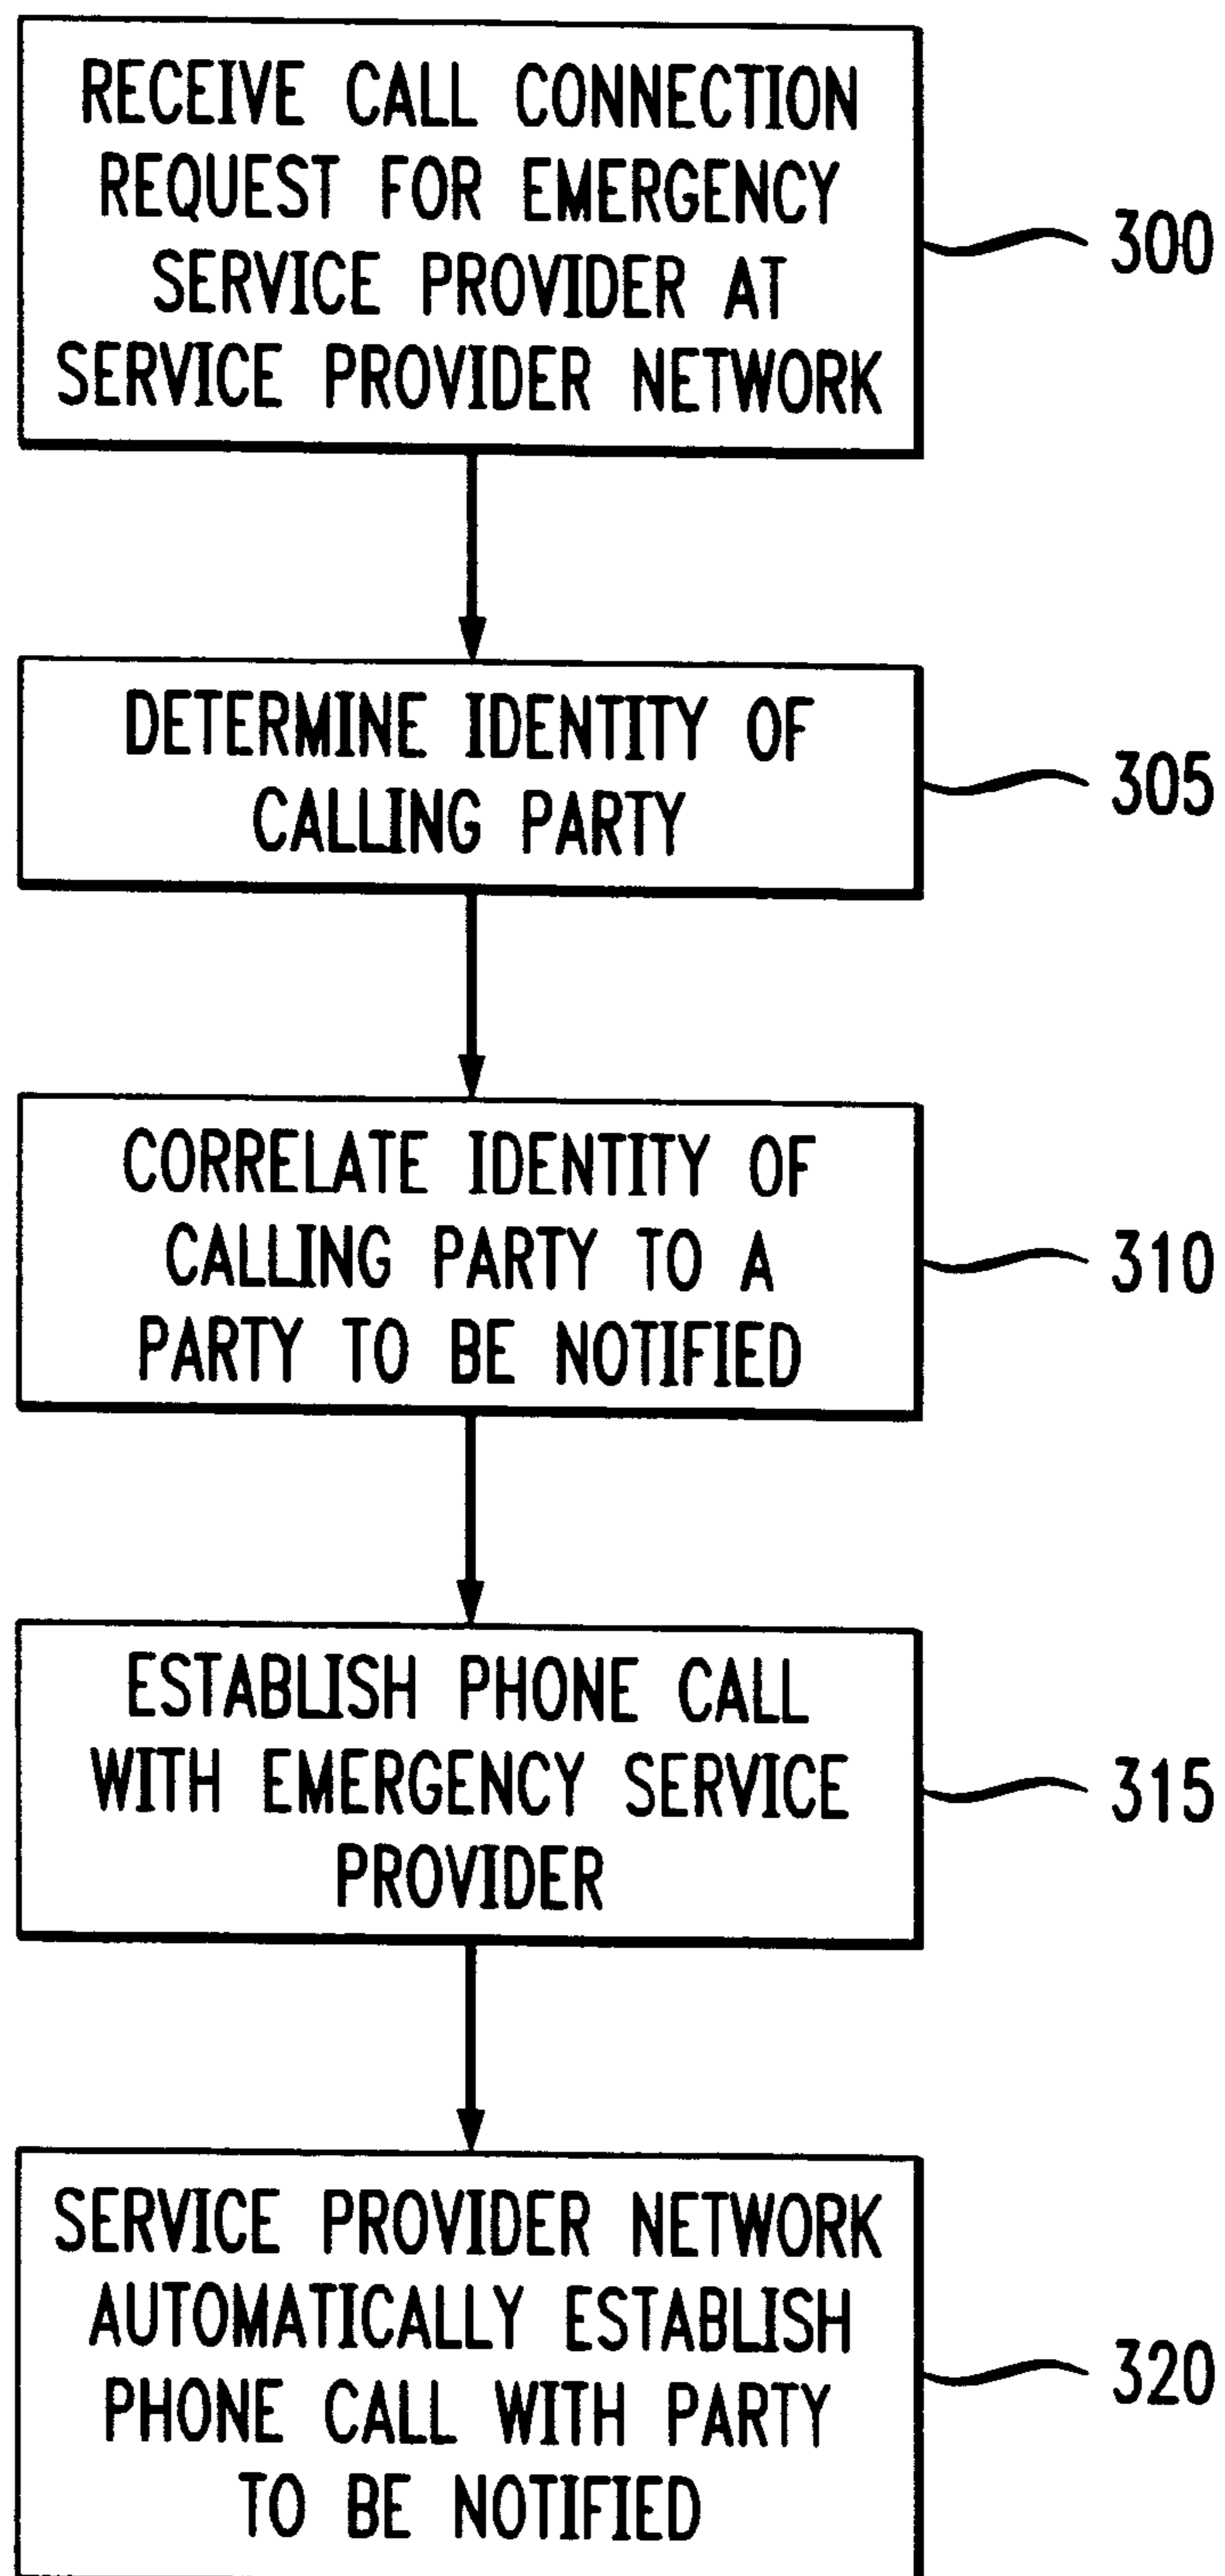 RECEIVE CALL CONNECTION
REQUEST FOR EMERGENCY
SERVICE PROVIDER AT
SERVICE PROVIDER NETWORK
300
DETERMINE IDENTITY OF
CALLING PARTY
305
CORRELATE IDENTITY OF
CALLING PARTY TO A
PARTY TO BE NOTIFIED
310
ESTABLISH PHONE CALL
WITH EMERGENCY SERVICE
PROVIDER
315
SERVICE PROVIDER NETWORK
AUTOMATICALLY ESTABLISH
PHONE CALL WITH PARTY
TO BE NOTIFIED
320